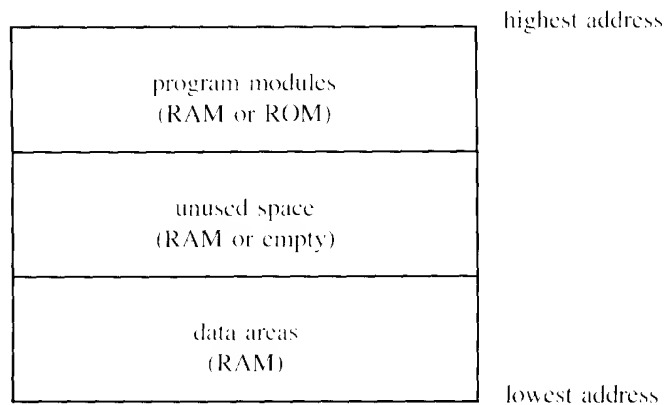 highest address
program modules
(RAM or ROM)
unused space
(RAM or empty)
data areas
(RAM)
lowest address